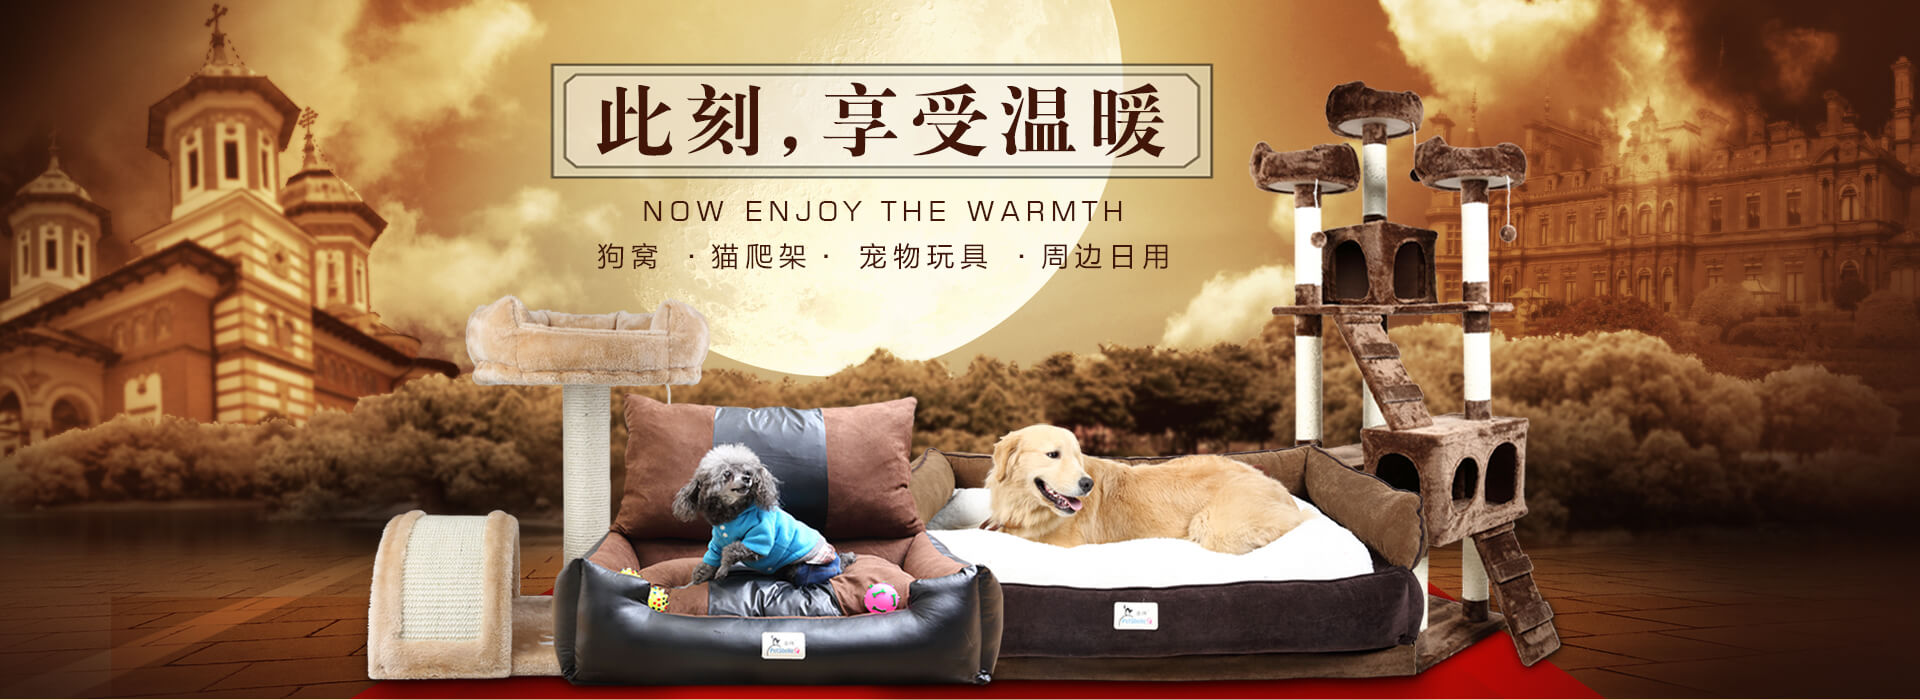 此刻,享受温暖
NOW ENJOY THE WARMTH
狗窝 · 猫爬架 · 宠物玩具 · 周边日用